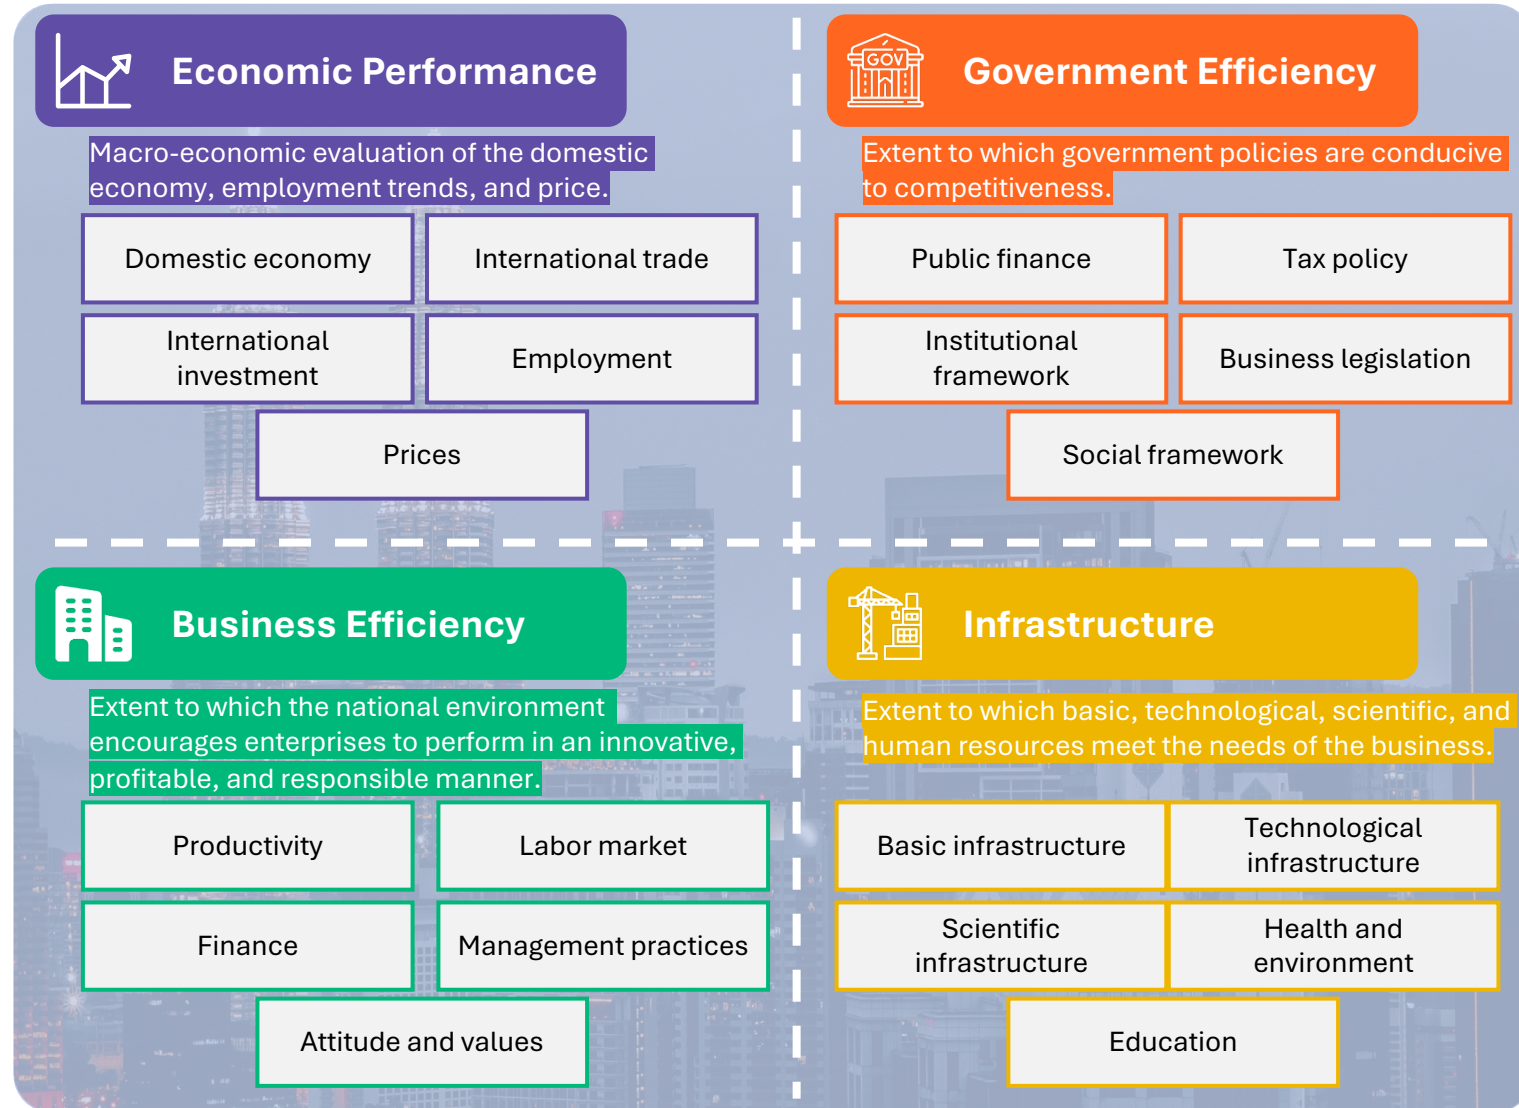 Economic Performance
Macro-economic evaluation of the domestic
economy, employment trends, and price.
Domestic economy
International trade
International
investment
Employment
Prices
GOV
Government Efficiency
Extent to which government policies are conducive
to competitiveness.
Public finance
Tax policy
Institutional
framework
Business legislation
Social framework
Business Efficiency
Extent to which the national environment
encourages enterprises to perform in an innovative,
profitable, and responsible manner.
Productivity
Labor market
Finance
Management practices
Attitude and values
Infrastructure
Extent to which basic, technological, scientific, and
human resources meet the needs of the business.
Basic infrastructure
Technological
infrastructure
Scientific
infrastructure
Health and
environment
Education